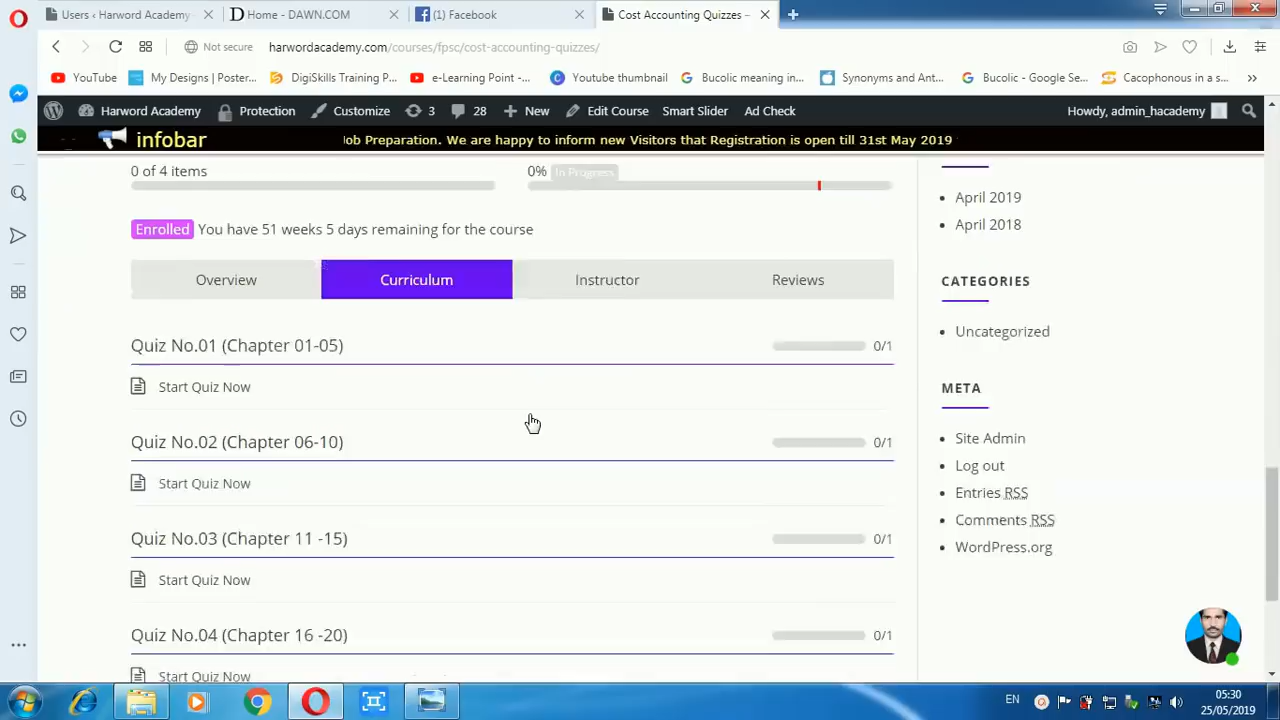 Users ‹ Harword Academy
Home - DAWN.COM
(1) Facebook
Cost Accounting Quizzes –
Not secure
harwordacademy.com/courses/fpsc/cost-accounting-quizzes/
YouTube
My Designs | Poster...
DigiSkills Training P...
e-Learning Point -...
Youtube thumbnail
Bucolic meaning in...
Synonyms and Ant...
Bucolic - Google Se...
Cacophonous in a s...
Harword Academy
Protection
Customize
3
28
New
Edit Course
Smart Slider
Ad Check
Howdy, admin_hacademy
infobar
Job Preparation. We are happy to inform new Visitors that Registration is open till 31st May 2019
0 of 4 items
0% In Progress
Enrolled You have 51 weeks 5 days remaining for the course
Overview
Curriculum
Instructor
Reviews
Quiz No.01 (Chapter 01-05)
0/1
Start Quiz Now
Quiz No.02 (Chapter 06-10)
0/1
Start Quiz Now
Quiz No.03 (Chapter 11 -15)
0/1
Start Quiz Now
Quiz No.04 (Chapter 16 -20)
0/1
Start Quiz Now
April 2019
April 2018
CATEGORIES
Uncategorized
META
Site Admin
Log out
Entries RSS
Comments RSS
WordPress.org
EN
05:30
25/05/2019